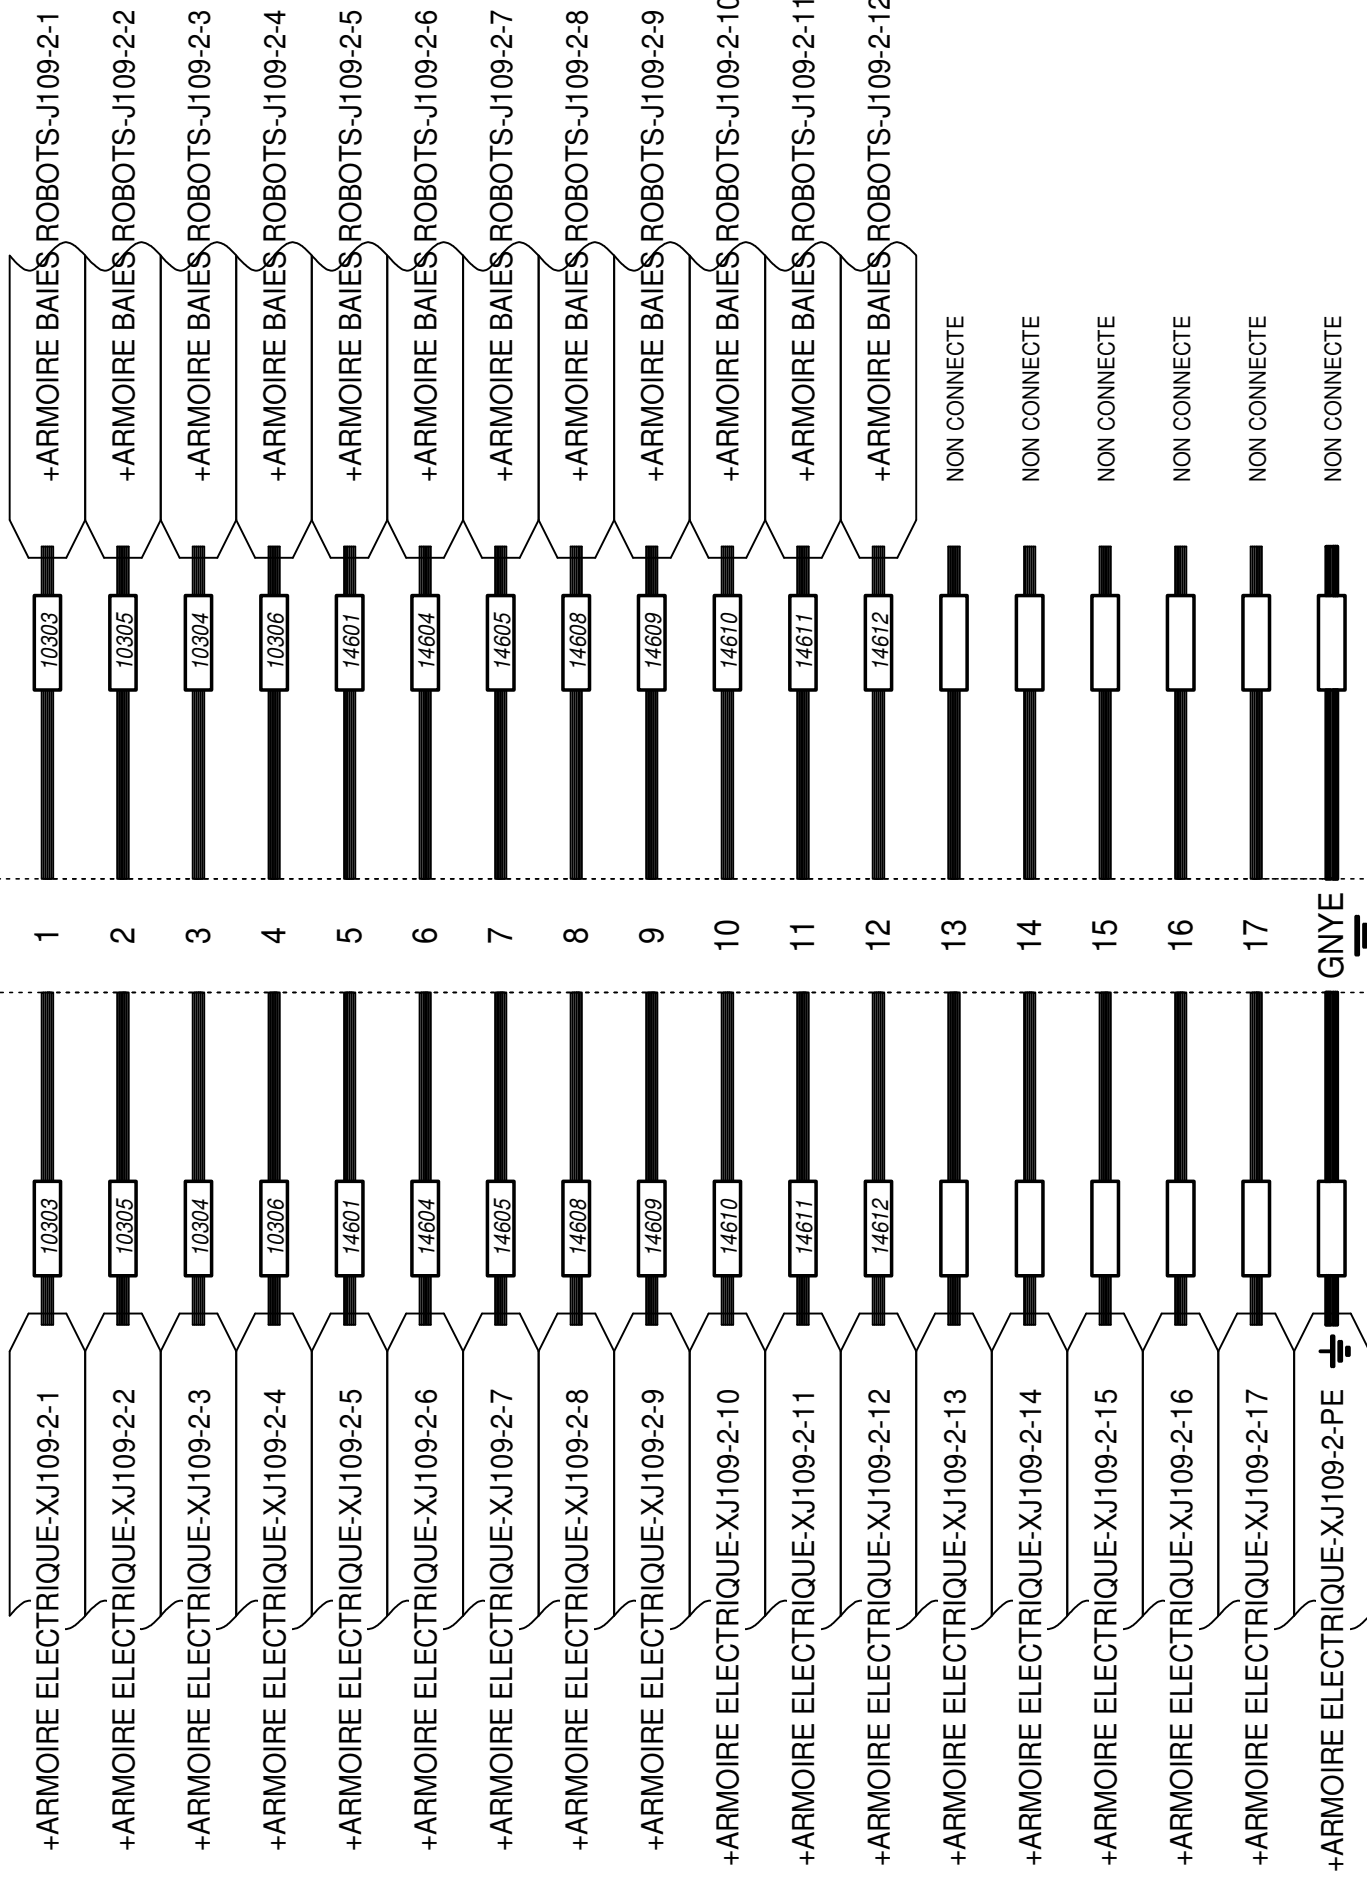 +ARMOIRE ELECTRIQUE-XJ109-2-1 10303 1 10303 +ARMOIRE BAIES ROBOTS-J109-2-1
+ARMOIRE ELECTRIQUE-XJ109-2-2 10305 2 10305 +ARMOIRE BAIES ROBOTS-J109-2-2
+ARMOIRE ELECTRIQUE-XJ109-2-3 10304 3 10304 +ARMOIRE BAIES ROBOTS-J109-2-3
+ARMOIRE ELECTRIQUE-XJ109-2-4 10306 4 10306 +ARMOIRE BAIES ROBOTS-J109-2-4
+ARMOIRE ELECTRIQUE-XJ109-2-5 14601 5 14601 +ARMOIRE BAIES ROBOTS-J109-2-5
+ARMOIRE ELECTRIQUE-XJ109-2-6 14604 6 14604 +ARMOIRE BAIES ROBOTS-J109-2-6
+ARMOIRE ELECTRIQUE-XJ109-2-7 14605 7 14605 +ARMOIRE BAIES ROBOTS-J109-2-7
+ARMOIRE ELECTRIQUE-XJ109-2-8 14608 8 14608 +ARMOIRE BAIES ROBOTS-J109-2-8
+ARMOIRE ELECTRIQUE-XJ109-2-9 14609 9 14609 +ARMOIRE BAIES ROBOTS-J109-2-9
+ARMOIRE ELECTRIQUE-XJ109-2-10 14610 10 14610 +ARMOIRE BAIES ROBOTS-J109-2-10
+ARMOIRE ELECTRIQUE-XJ109-2-11 14611 11 14611 +ARMOIRE BAIES ROBOTS-J109-2-11
+ARMOIRE ELECTRIQUE-XJ109-2-12 14612 12 14612 +ARMOIRE BAIES ROBOTS-J109-2-12
+ARMOIRE ELECTRIQUE-XJ109-2-13 13 NON CONNECTE
+ARMOIRE ELECTRIQUE-XJ109-2-14 14 NON CONNECTE
+ARMOIRE ELECTRIQUE-XJ109-2-15 15 NON CONNECTE
+ARMOIRE ELECTRIQUE-XJ109-2-16 16 NON CONNECTE
+ARMOIRE ELECTRIQUE-XJ109-2-17 17 NON CONNECTE
+ARMOIRE ELECTRIQUE-XJ109-2-PE GNYE NON CONNECTE